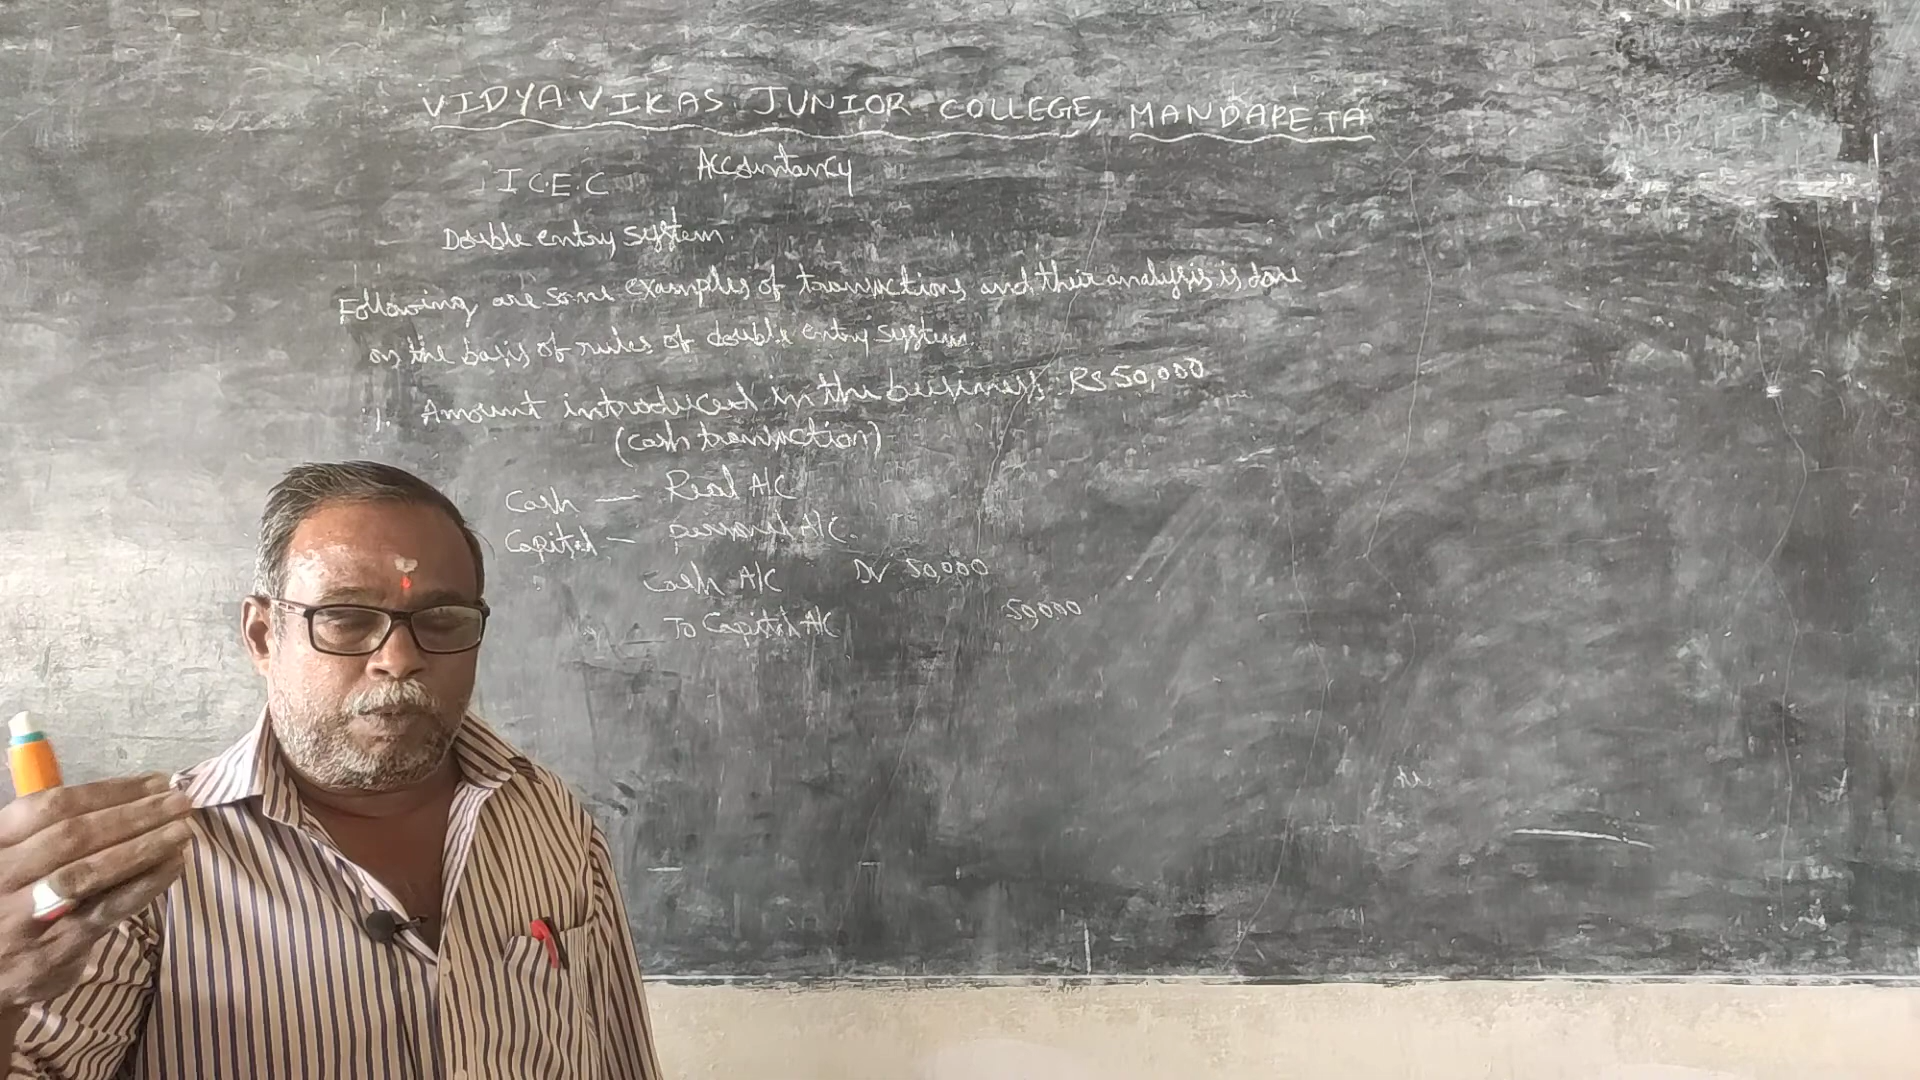 VIDYA VIKAS JUNIOR COLLEGE, MANDAPETA
I C.E.C Accountancy
Double entry system.
Following are some examples of transactions and their analysis is done
on the basis of rules of double entry system.
1. Amount introduced in the business Rs 50,000
(cash transaction)
Cash — Real A/C
Capital — personal A/C.
Cash A/C Dr 50,000
To Capital A/C 50,000